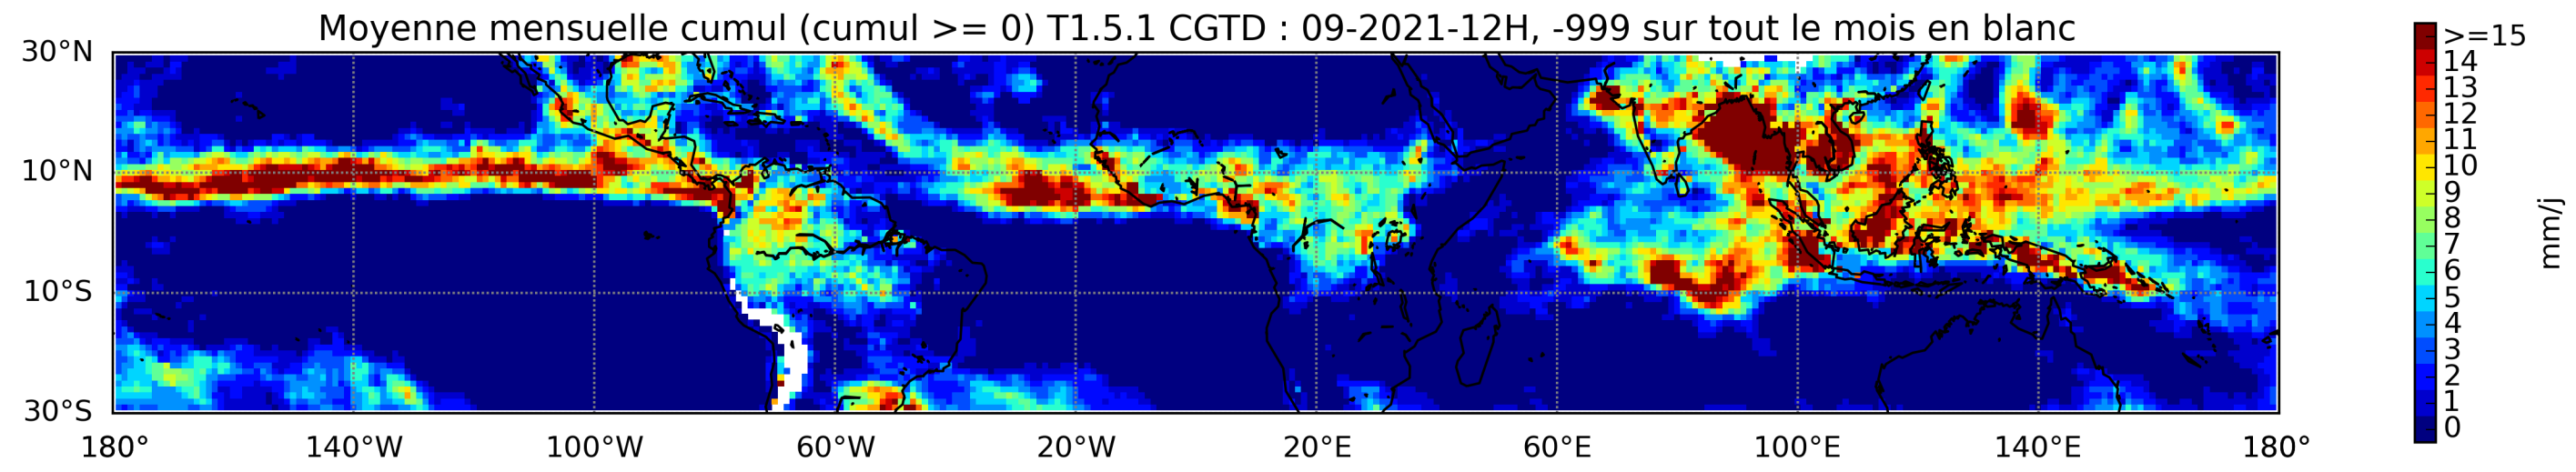 Moyenne mensuelle cumul (cumul >= 0) T1.5.1 CGTD : 09-2021-12H, -999 sur tout le mois en blanc
30°N
10°N
10°S
30°S
180° 140°W 100°W 60°W 20°W 20°E 60°E 100°E 140°E 180°
>=15
14
13
12
11
10
9
8
7
6
5
4
3
2
1
0
mm/j